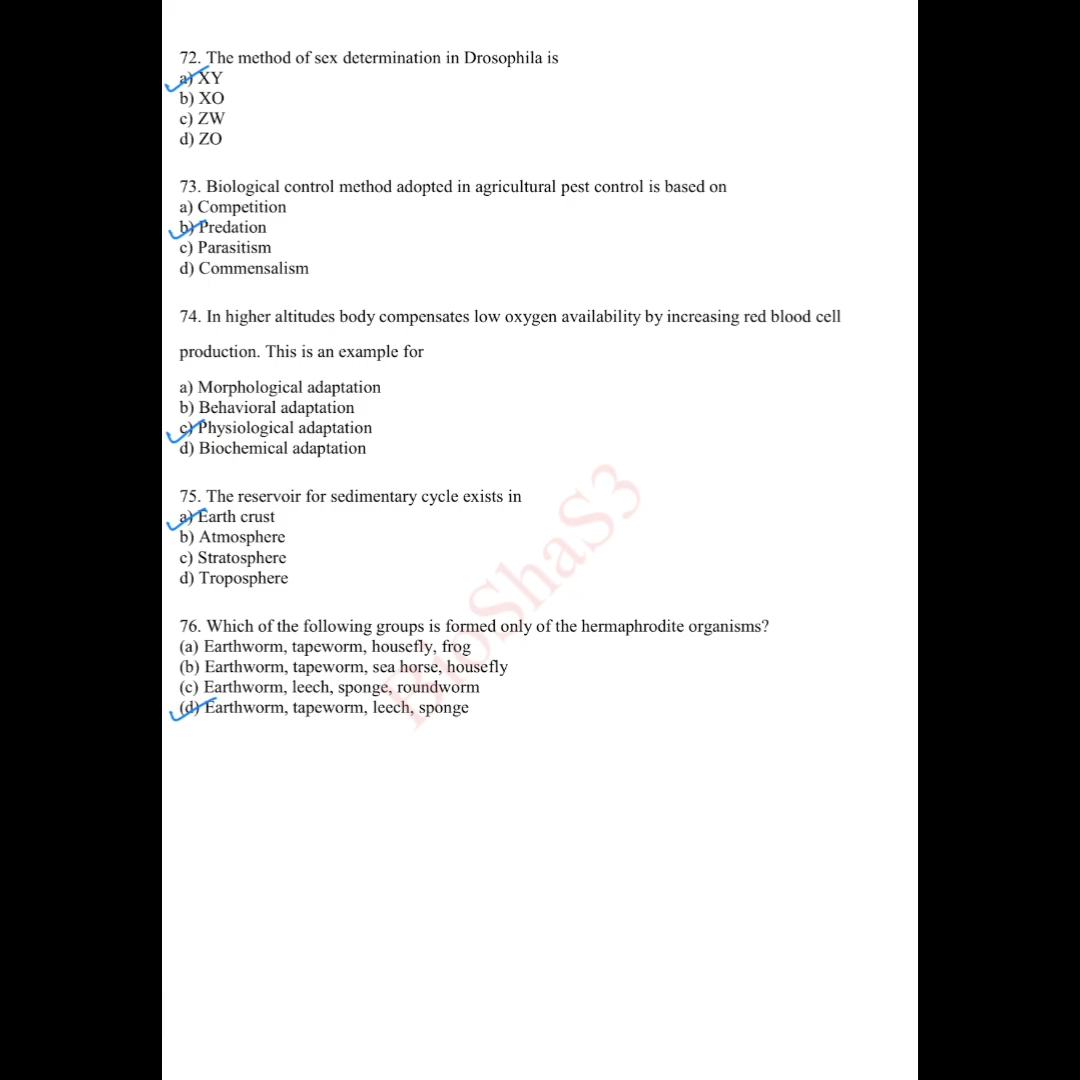 72. The method of sex determination in Drosophila is
a) XY
b) XO
c) ZW
d) ZO
73. Biological control method adopted in agricultural pest control is based on
a) Competition
b) Predation
c) Parasitism
d) Commensalism
74. In higher altitudes body compensates low oxygen availability by increasing red blood cell
production. This is an example for
a) Morphological adaptation
b) Behavioral adaptation
c) Physiological adaptation
d) Biochemical adaptation
75. The reservoir for sedimentary cycle exists in
a) Earth crust
b) Atmosphere
c) Stratosphere
d) Troposphere
76. Which of the following groups is formed only of the hermaphrodite organisms?
(a) Earthworm, tapeworm, housefly, frog
(b) Earthworm, tapeworm, sea horse, housefly
(c) Earthworm, leech, sponge, roundworm
(d) Earthworm, tapeworm, leech, sponge
BioShaS3